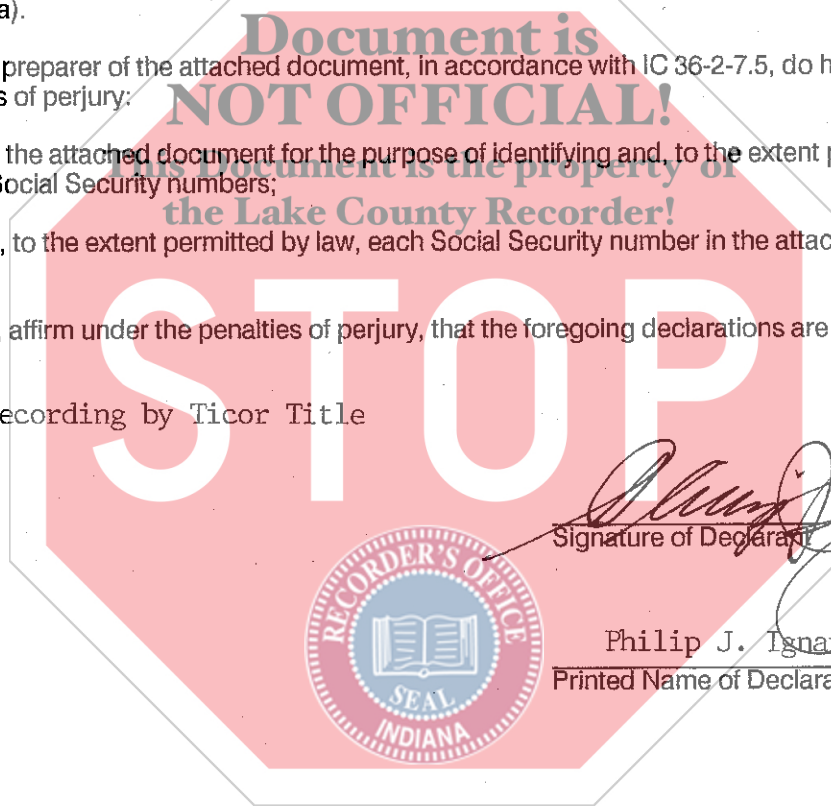 a).
Document is
preparer of the attached document, in accordance with IC 36-2-7.5, do h
s of perjury:
NOT OFFICIAL!
the attached document for the purpose of identifying and, to the extent p
This Document is the property of
Social Security numbers;
the Lake County Recorder!
, to the extent permitted by law, each Social Security number in the attac
affirm under the penalties of perjury, that the foregoing declarations are
STOP
ecording by Ticor Title
Signature of Declarant
RECORDER'S OFFICE
Philip J. Igna
Printed Name of Declara
SEAL
INDIANA